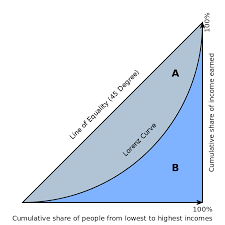 100%
Line of Equality (45 Degree)
A
Cumulative share of income earned
Lorenz Curve
B
100%
Cumulative share of people from lowest to highest incomes